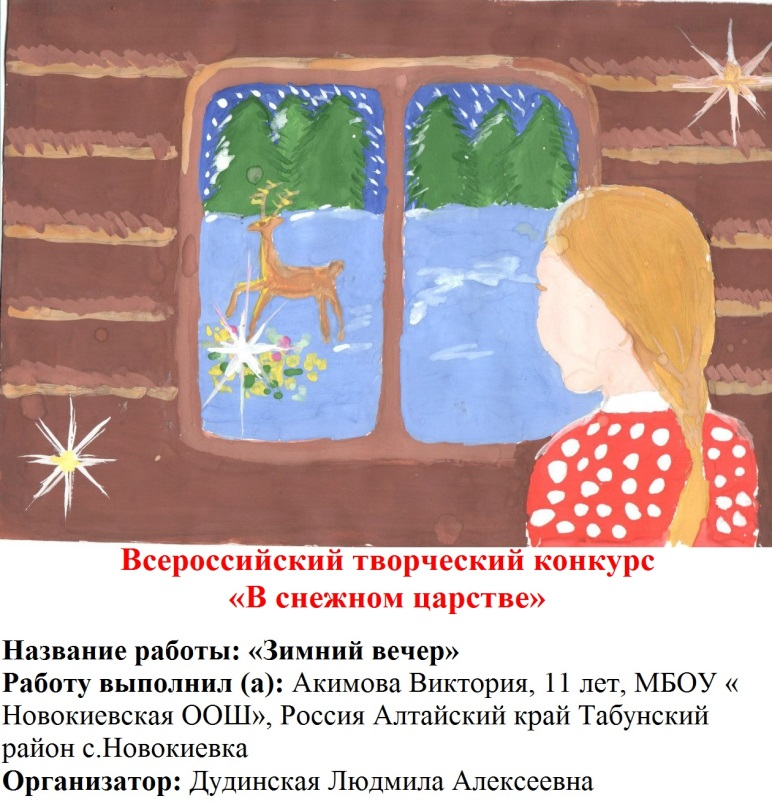 Всероссийский творческий конкурс
«В снежном царстве»
Название работы: «Зимний вечер»
Работу выполнил (а): Акимова Виктория, 11 лет, МБОУ «
Новокиевская ООШ», Россия Алтайский край Табунский
район с.Новокиевка
Организатор: Дудинская Людмила Алексеевна